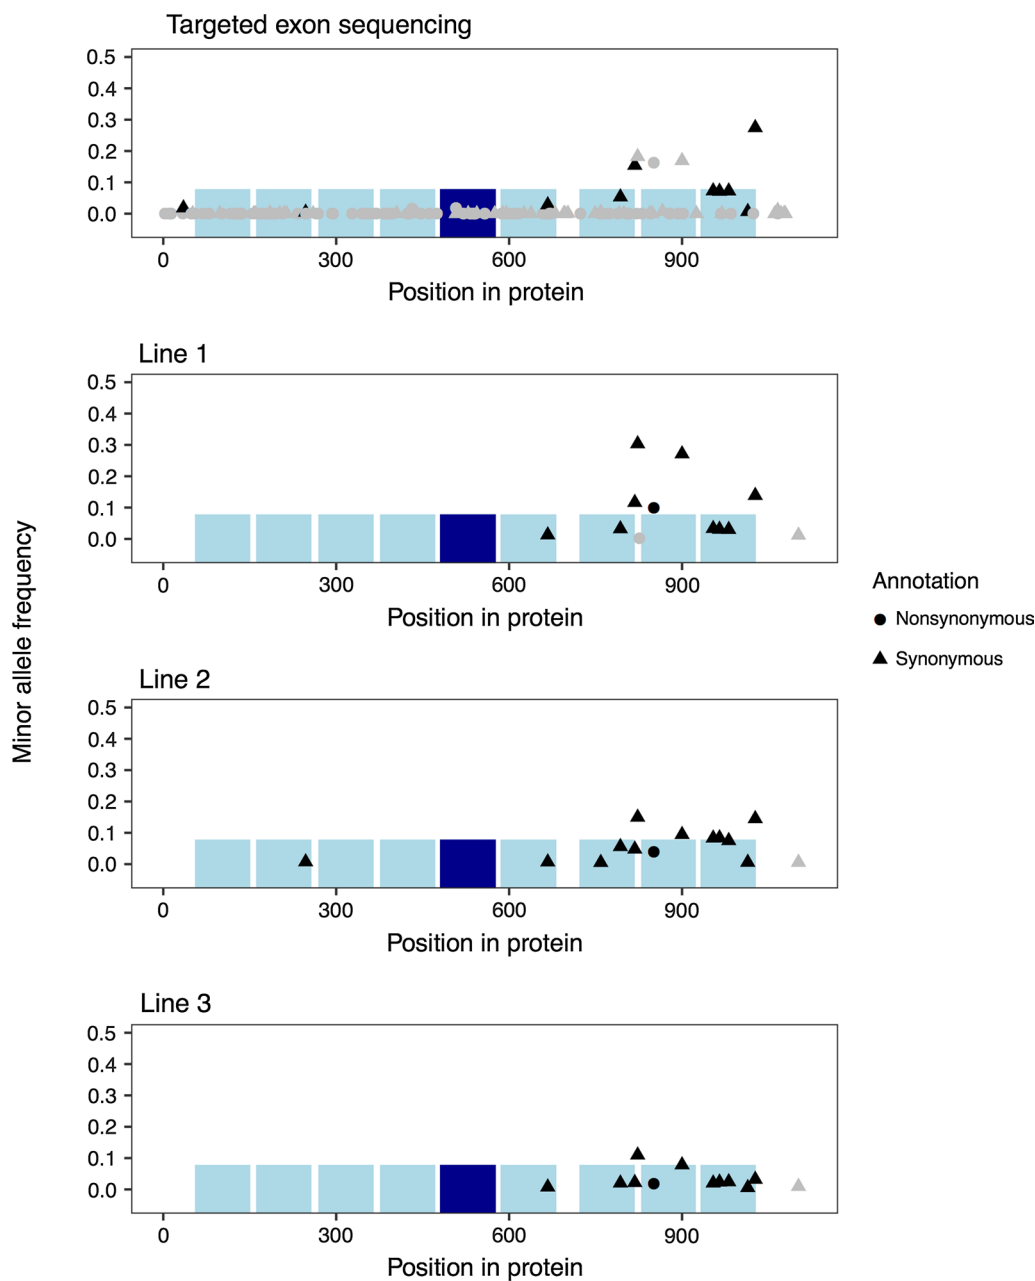 Targeted exon sequencing
0.5
0.4
0.3
0.2
0.1
0.0
0 300 600 900
Position in protein
Line 1
0.5
0.4
0.3
0.2
0.1
0.0
0 300 600 900
Position in protein
Minor allele frequency
Annotation
Nonsynonymous
Synonymous
Line 2
0.5
0.4
0.3
0.2
0.1
0.0
0 300 600 900
Position in protein
Line 3
0.5
0.4
0.3
0.2
0.1
0.0
0 300 600 900
Position in protein